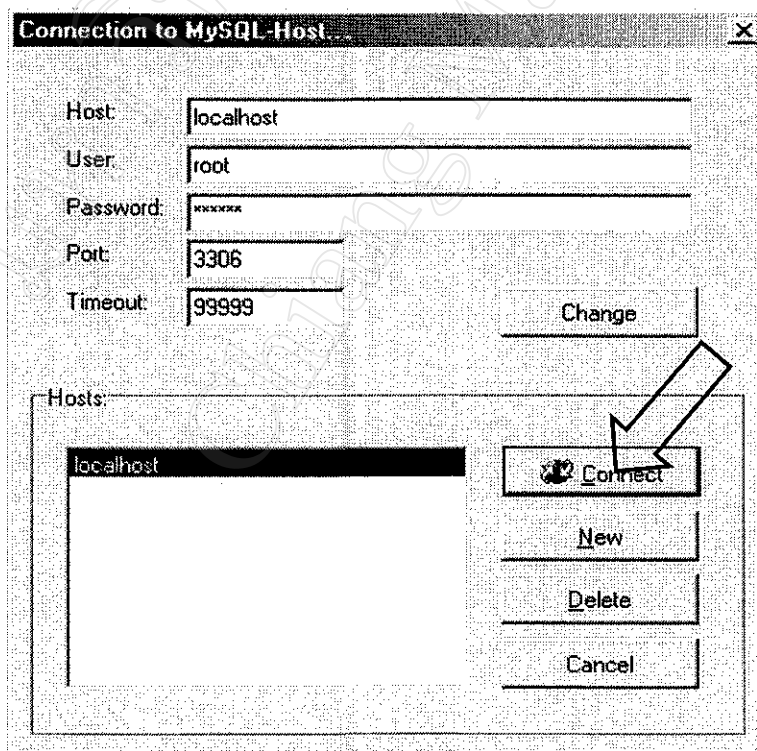 Connection to MySQL-Host...
Host: localhost
User: root
Password: ******
Port: 3306
Timeout: 99999
Change
Hosts:
localhost
Connect
New
Delete
Cancel
Chiang